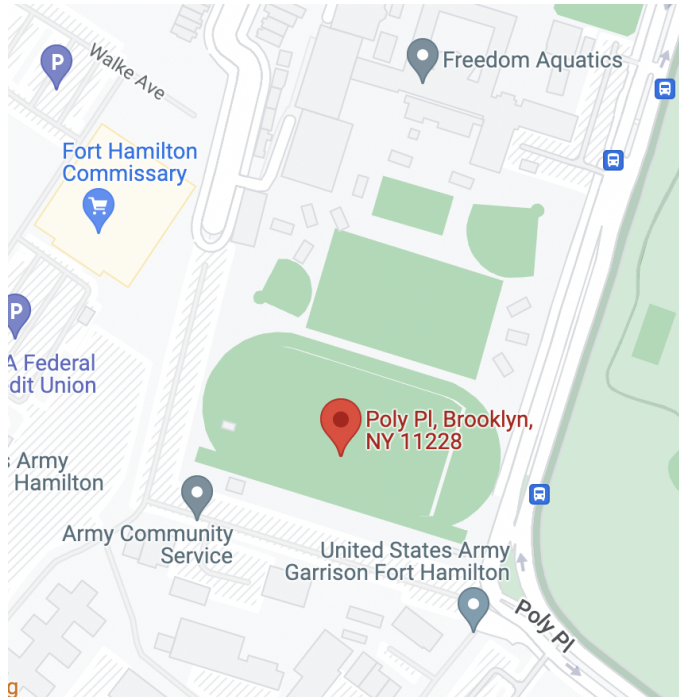 Walke Ave
P
Freedom Aquatics
Fort Hamilton
Commissary
P
A Federal
dit Union
Poly Pl, Brooklyn,
NY 11228
s Army
Hamilton
Army Community
Service
United States Army
Garrison Fort Hamilton
Poly Pl
g